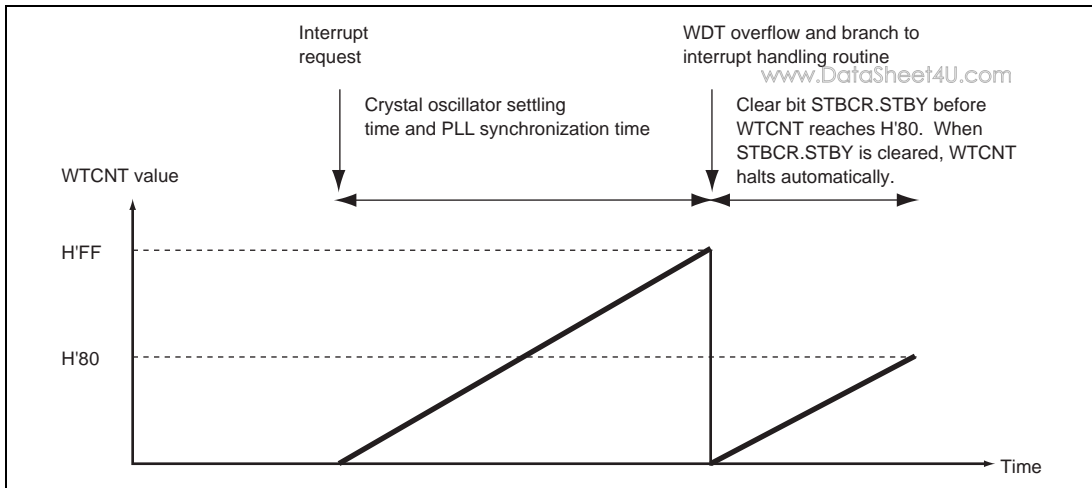 Interrupt
request
WDT overflow and branch to
interrupt handling routine
www.DataSheet4U.com
Crystal oscillator settling
time and PLL synchronization time
Clear bit STBCR.STBY before
WTCNT reaches H'80.  When
STBCR.STBY is cleared, WTCNT
halts automatically.
WTCNT value
H'FF
H'80
Time